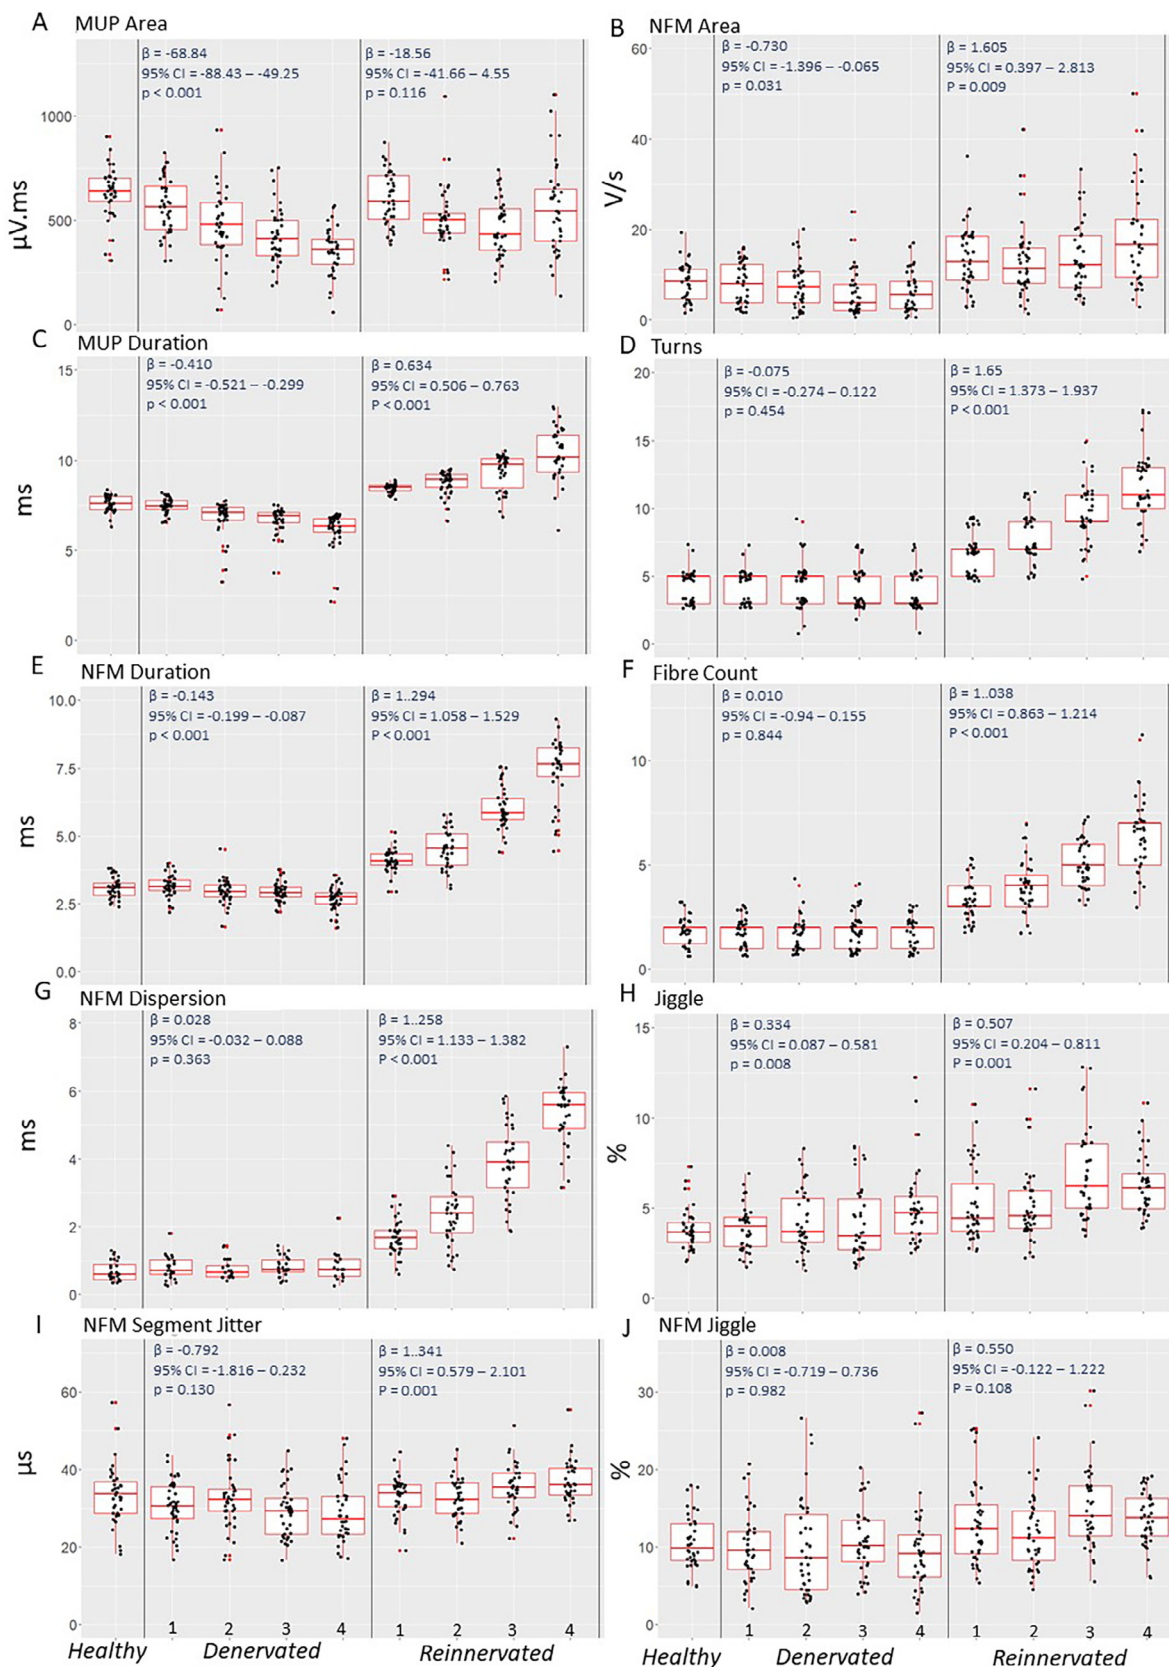 A MUP Area
β = -68.84
95% CI = -88.43 – -49.25
p < 0.001
β = -18.56
95% CI = -41.66 – 4.55
p = 0.116
1000
500
0
μV.ms
B NFM Area
β = -0.730
95% CI = -1.396 – -0.065
p = 0.031
β = 1.605
95% CI = 0.397 – 2.813
P = 0.009
60
40
20
0
V/s
C MUP Duration
β = -0.410
95% CI = -0.521 – -0.299
p < 0.001
β = 0.634
95% CI = 0.506 – 0.763
P < 0.001
15
10
5
0
ms
D Turns
β = -0.075
95% CI = -0.274 – 0.122
p = 0.454
β = 1.65
95% CI = 1.373 – 1.937
P < 0.001
20
15
10
5
0
E NFM Duration
β = -0.143
95% CI = -0.199 – -0.087
p < 0.001
β = 1..294
95% CI = 1.058 – 1.529
P < 0.001
10.0
7.5
5.0
2.5
0.0
ms
F Fibre Count
β = 0.010
95% CI = -0.94 – 0.155
p = 0.844
β = 1..038
95% CI = 0.863 – 1.214
P < 0.001
10
5
0
G NFM Dispersion
β = 0.028
95% CI = -0.032 – 0.088
p = 0.363
β = 1..258
95% CI = 1.133 – 1.382
P < 0.001
8
6
4
2
0
ms
H Jiggle
β = 0.334
95% CI = 0.087 – 0.581
p = 0.008
β = 0.507
95% CI = 0.204 – 0.811
P = 0.001
15
10
5
0
%
I NFM Segment Jitter
β = -0.792
95% CI = -1.816 – 0.232
p = 0.130
β = 1..341
95% CI = 0.579 – 2.101
P = 0.001
60
40
20
0
μs
1 2 3 4 1 2 3 4
Healthy Denervated Reinnervated
J NFM Jiggle
β = 0.008
95% CI = -0.719 – 0.736
p = 0.982
β = 0.550
95% CI = -0.122 – 1.222
P = 0.108
30
20
10
0
%
1 2 3 4 1 2 3 4
Healthy Denervated Reinnervated